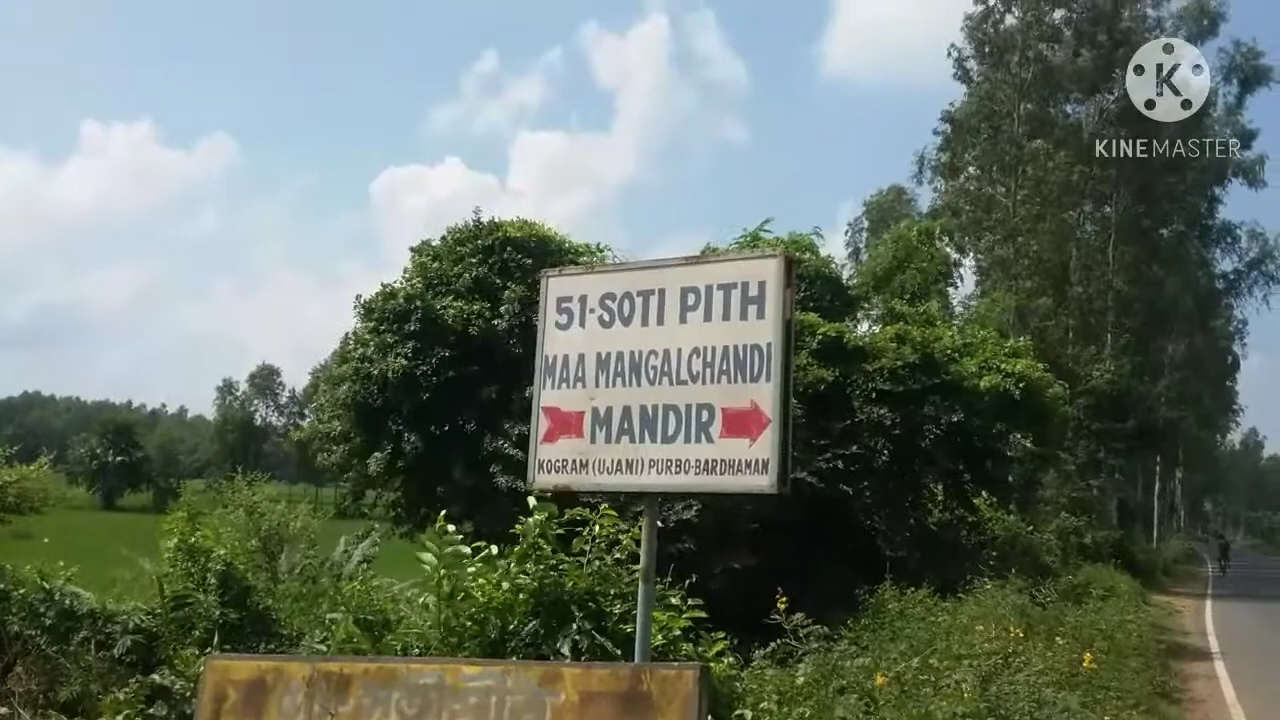 K
KINEMASTER
51-SOTI PITH
MAA MANGALCHANDI
MANDIR
KOGRAM (UJANI) PURBO-BARDHAMAN